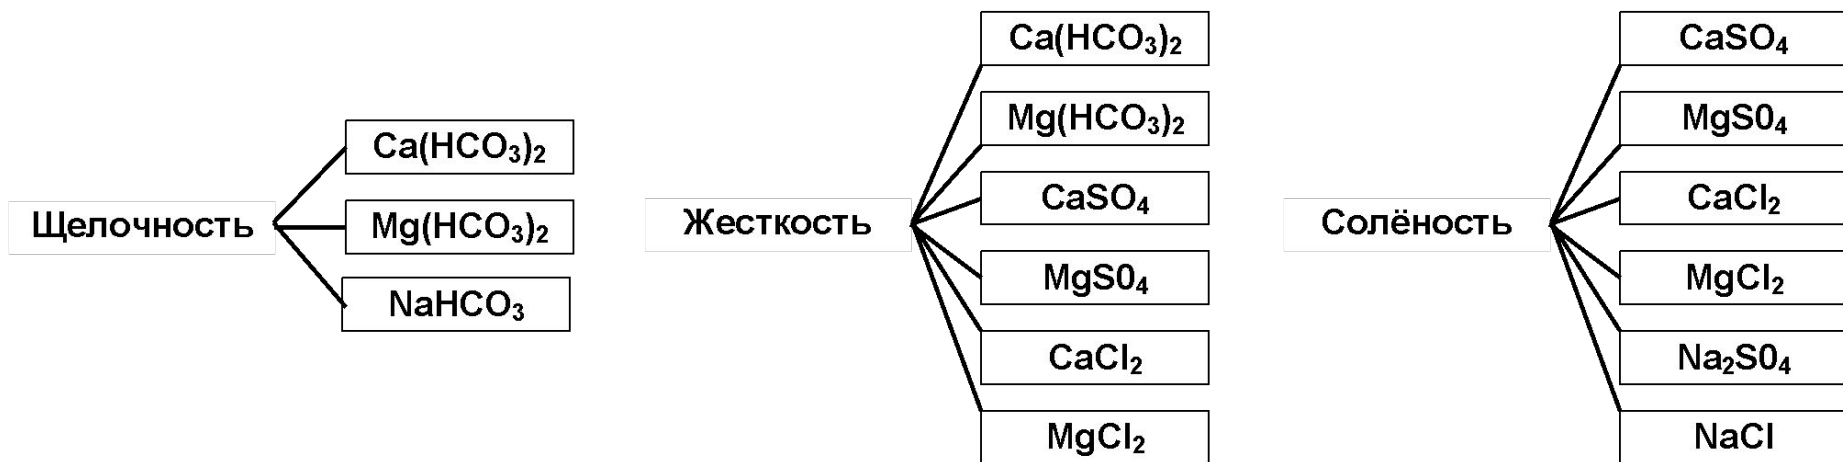 Щелочность
Ca(HCO₃)₂
Mg(HCO₃)₂
NaHCO₃
Жесткость
Ca(HCO₃)₂
Mg(HCO₃)₂
CaSO₄
MgS0₄
CaCl₂
MgCl₂
Солёность
CaSO₄
MgS0₄
CaCl₂
MgCl₂
Na₂S0₄
NaCl